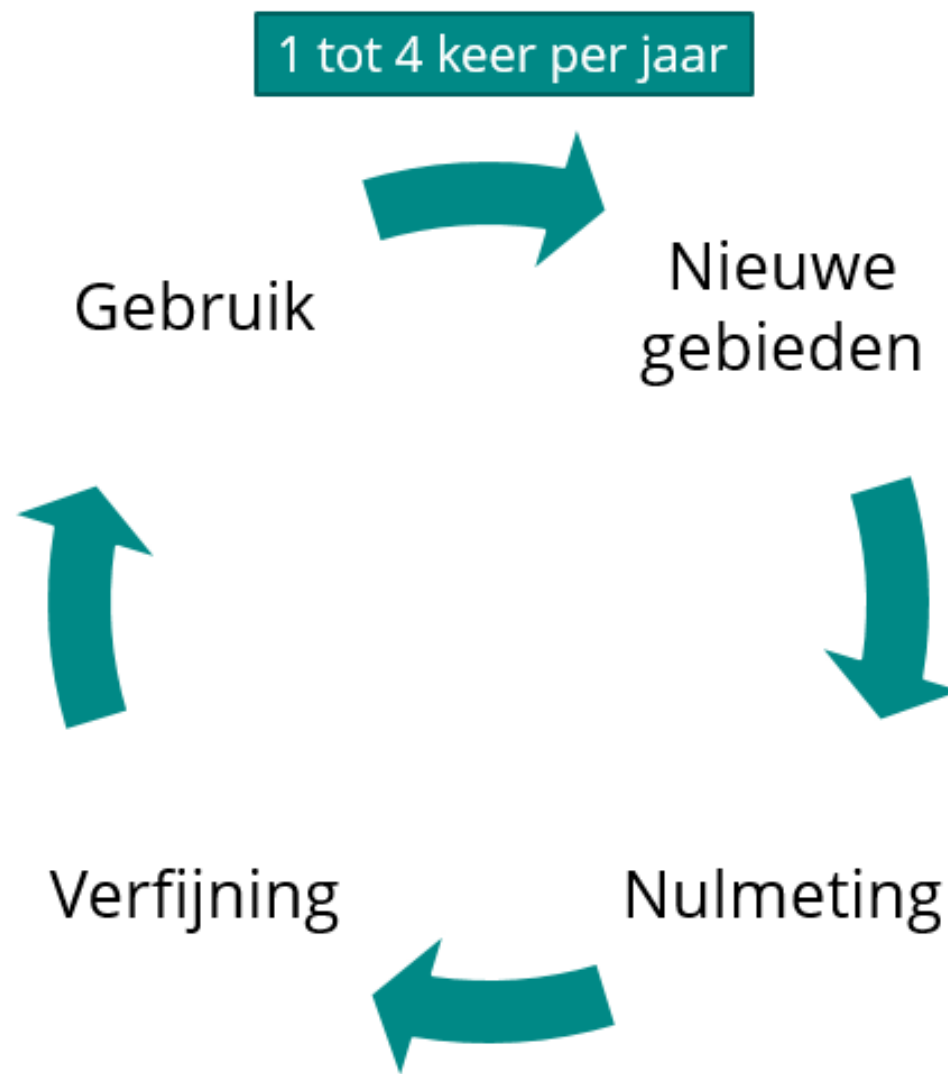 1 tot 4 keer per jaar
Gebruik
Nieuwe
gebieden
Verfijning
Nulmeting